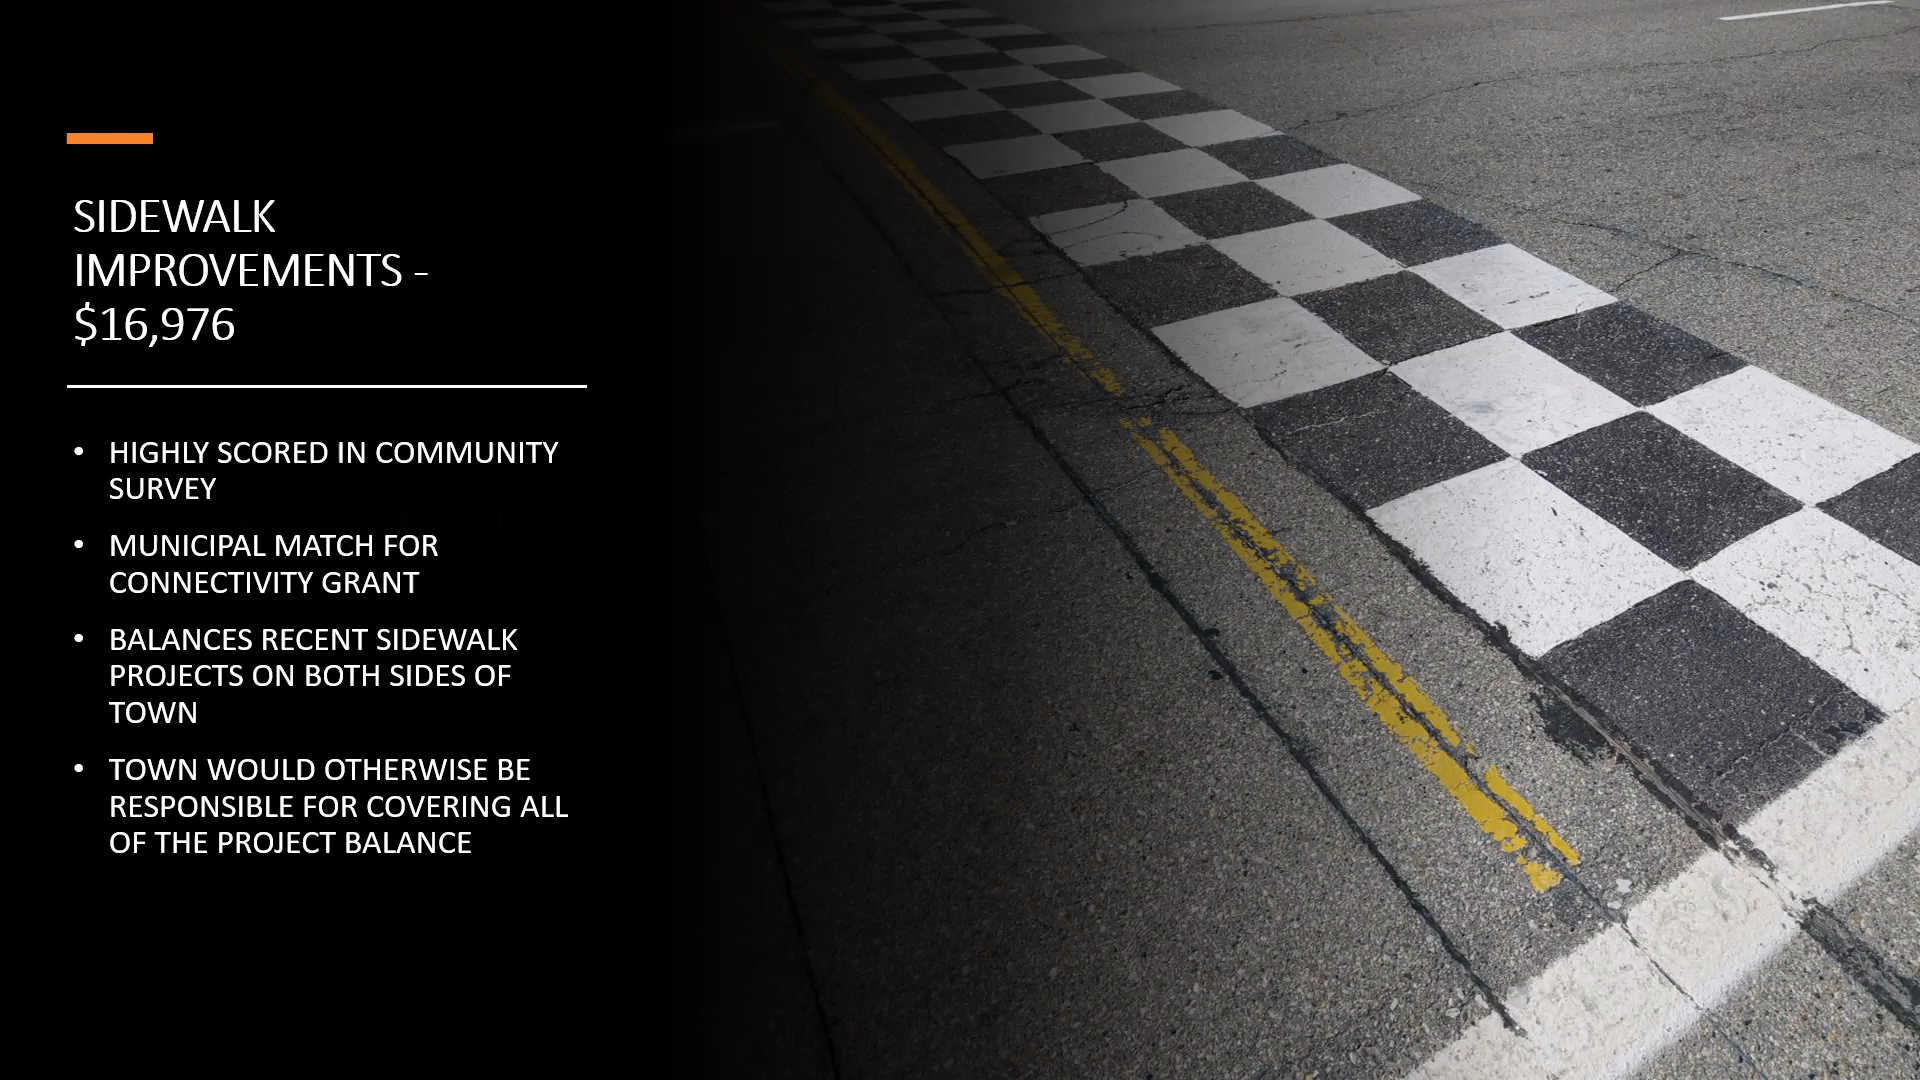 SIDEWALK
IMPROVEMENTS -
$16,976
• HIGHLY SCORED IN COMMUNITY
SURVEY
• MUNICIPAL MATCH FOR
CONNECTIVITY GRANT
• BALANCES RECENT SIDEWALK
PROJECTS ON BOTH SIDES OF
TOWN
• TOWN WOULD OTHERWISE BE
RESPONSIBLE FOR COVERING ALL
OF THE PROJECT BALANCE